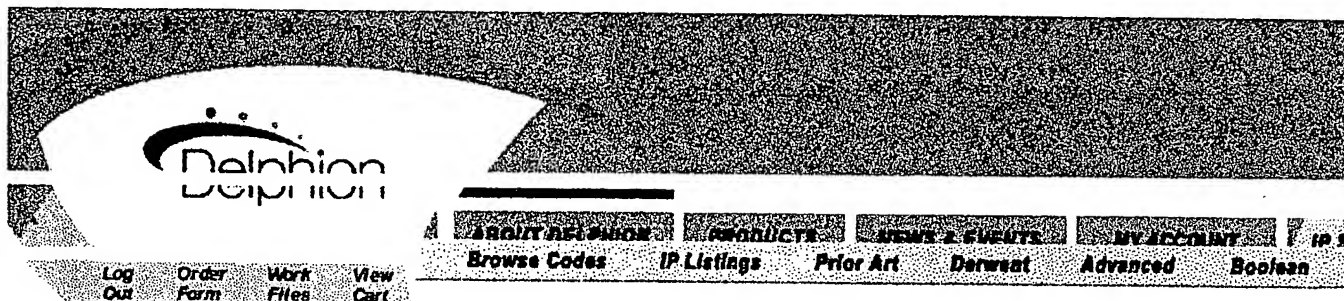 Delphion
ABOUT DELPHION PRODUCTS NEWS & EVENTS MY ACCOUNT IP
Browse Codes IP Listings Prior Art Derwent Advanced Boolean
Log Out Order Form Work Files View Cart